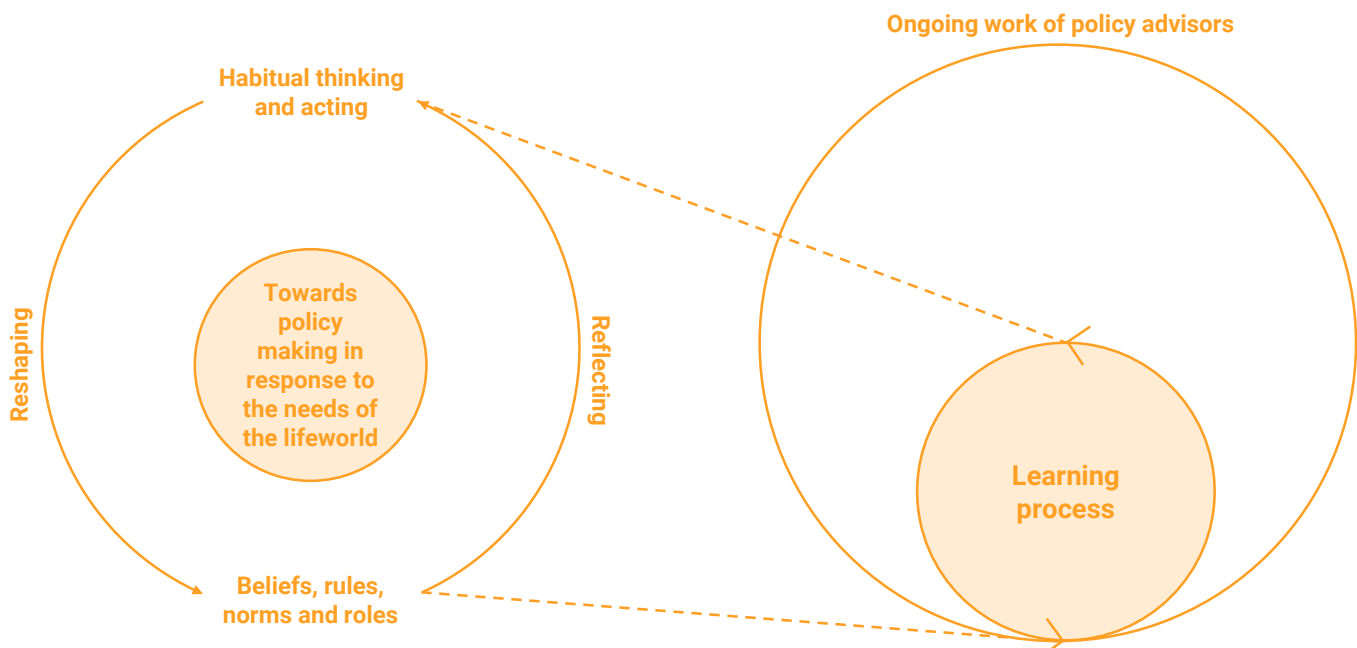 Ongoing work of policy advisors
Habitual thinking
and acting
Reshaping
Towards
policy
making in
response to
the needs of
the lifeworld
Reflecting
Learning
process
Beliefs, rules,
norms and roles